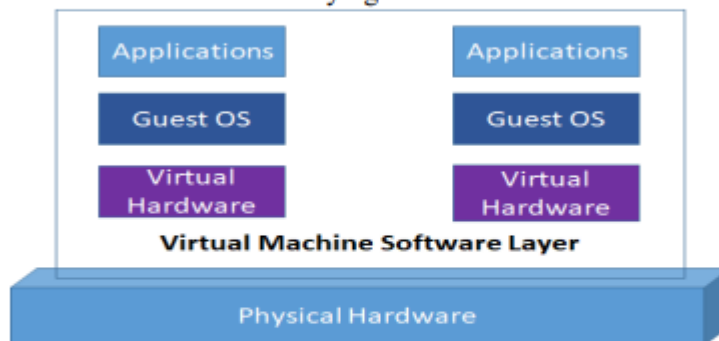 Applications
Applications
Guest OS
Guest OS
Virtual
Hardware
Virtual
Hardware
Virtual Machine Software Layer
Physical Hardware